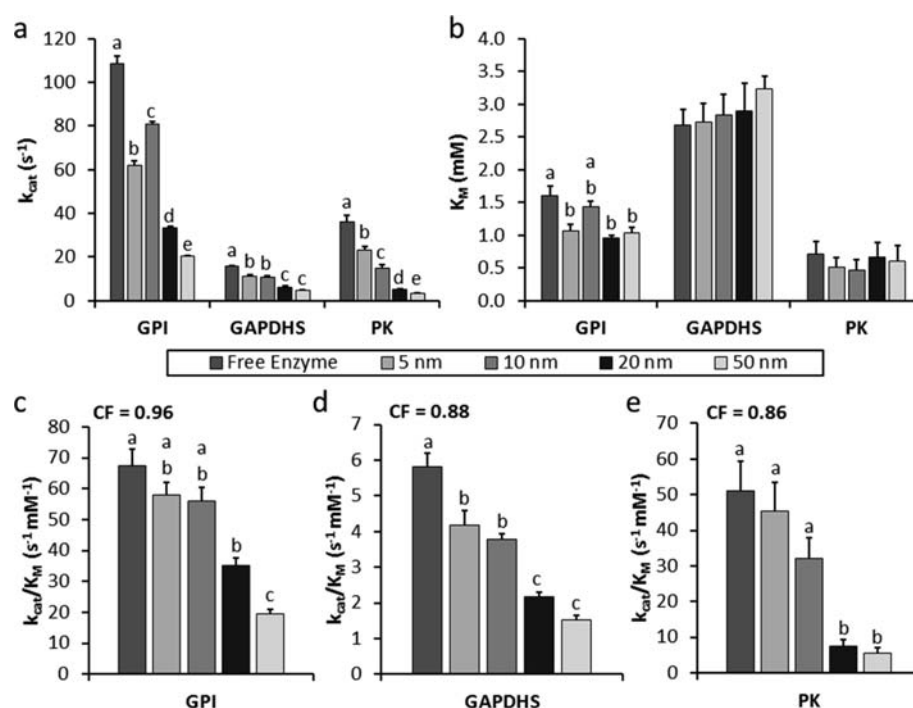 a
b
120
100
80
60
40
20
0
k_cat (s⁻¹)
a
b
c
d
e
a
b
b
c
c
a
b
c
d
e
GPI
GAPDHS
PK
4.0
3.5
3.0
2.5
2.0
1.5
1.0
0.5
0.0
K_M (mM)
a
b
a
b
b
b
GPI
GAPDHS
PK
Free Enzyme 5 nm 10 nm 20 nm 50 nm
c
CF = 0.96
80
70
60
50
40
30
20
10
0
k_cat/K_M (s⁻¹ mM⁻¹)
a
a
b
a
b
b
c
GPI
d
CF = 0.88
7
6
5
4
3
2
1
0
k_cat/K_M (s⁻¹ mM⁻¹)
a
b
b
c
c
GAPDHS
e
CF = 0.86
70
60
50
40
30
20
10
0
k_cat/K_M (s⁻¹ mM⁻¹)
a
a
a
b
b
PK